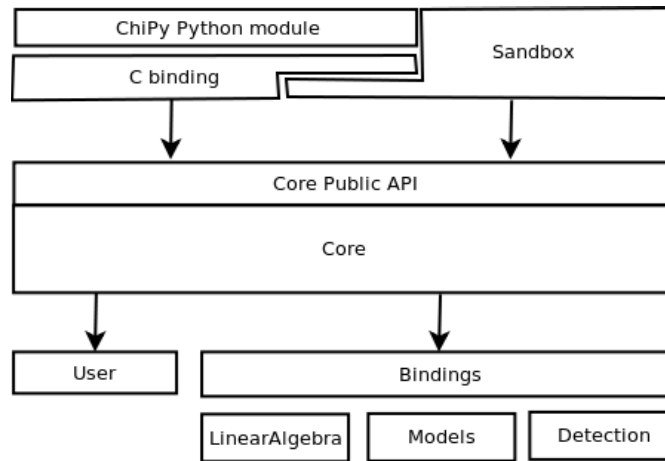 ChiPy Python module
Sandbox
C binding
Core Public API
Core
User
Bindings
LinearAlgebra
Models
Detection